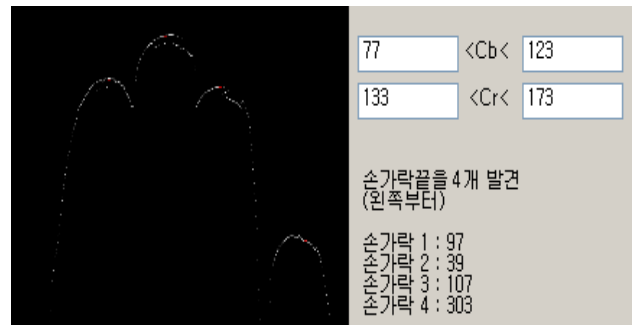 77 <Cb< 123
133 <Cr< 173
손가락끝을 4개 발견
(왼쪽부터)
손가락 1 : 97
손가락 2 : 39
손가락 3 : 107
손가락 4 : 303